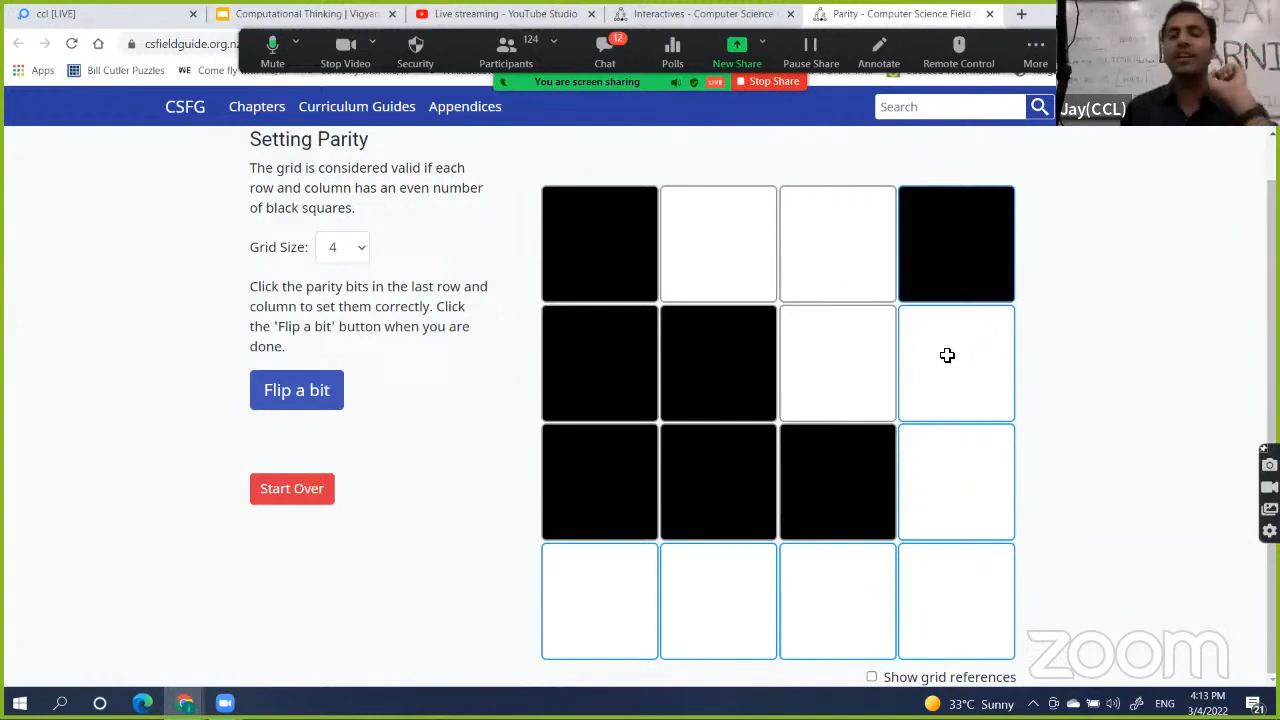 ccl [LIVE]
Computational Thinking | Vigyan
Live streaming - YouTube Studio
Interactives - Computer Science
Parity - Computer Science Field
csfieldguide.org.nz
Mute
Stop Video
Security
Participants
124
Chat
12
Polls
New Share
Pause Share
Annotate
Remote Control
More
Apps
Bill Cutler Puzzles
WE Come fly with m
You are screen sharing
LIVE
Stop Share
CSFG
Chapters
Curriculum Guides
Appendices
Search
Jay(CCL)
Setting Parity
The grid is considered valid if each
row and column has an even number
of black squares.
Grid Size:
4
Click the parity bits in the last row and
column to set them correctly. Click
the 'Flip a bit' button when you are
done.
Flip a bit
Start Over
Show grid references
zoom
33°C Sunny
ENG
4:13 PM
3/4/2022
21